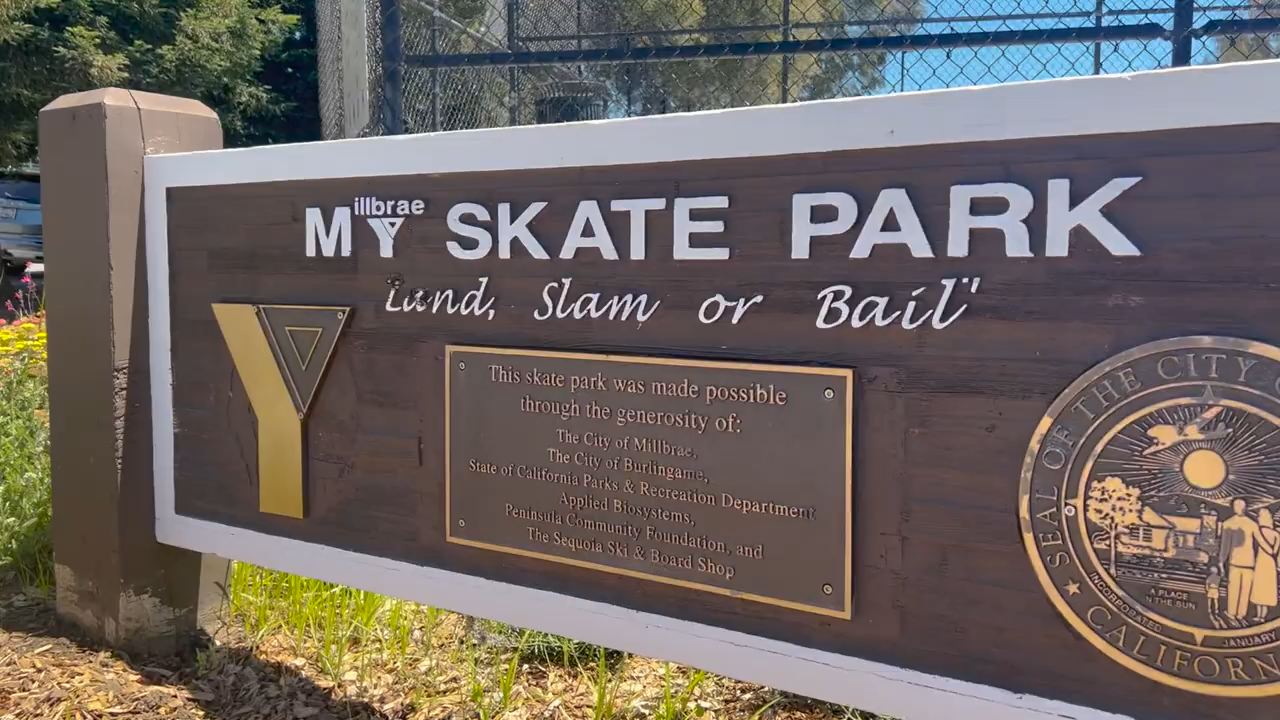 Millbrae
MY SKATE PARK
"Land, Slam or Bail"
This skate park was made possible
through the generosity of:
The City of Millbrae,
The City of Burlingame,
State of California Parks & Recreation Department
Applied Biosystems,
Peninsula Community Foundation, and
The Sequoia Ski & Board Shop
SEAL OF THE CITY
A PLACE
IN THE SUN
INCORPORATED
JANUARY
CALIFORN